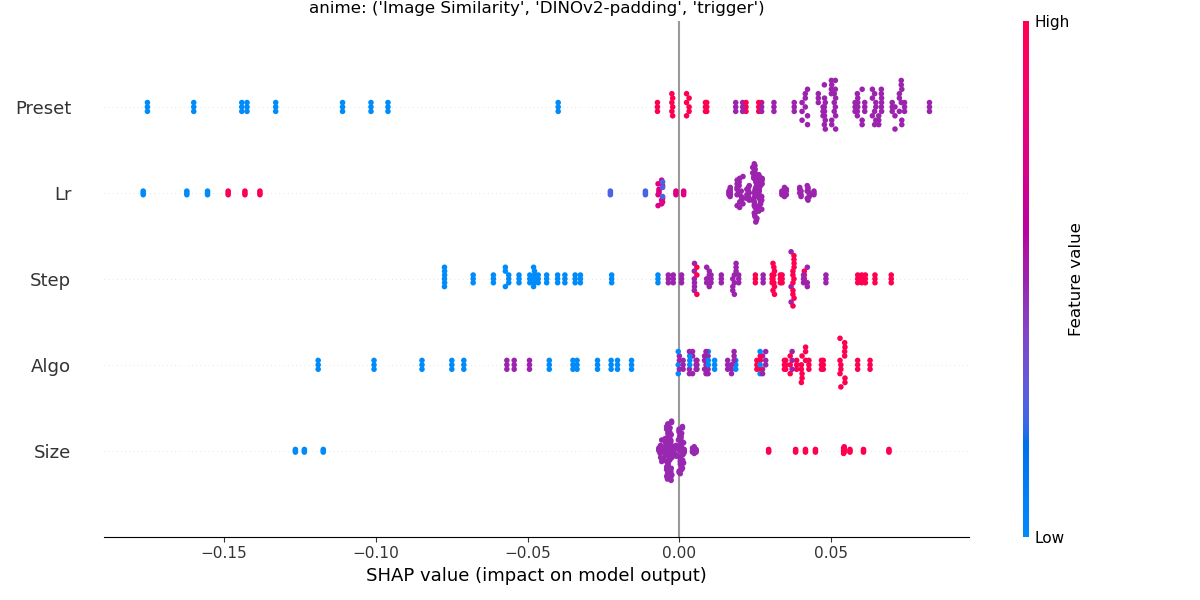 anime: ('Image Similarity', 'DINOv2-padding', 'trigger')
High
Preset
Lr
Step
Algo
Size
Feature value
Low
−0.15
−0.10
−0.05
0.00
0.05
SHAP value (impact on model output)